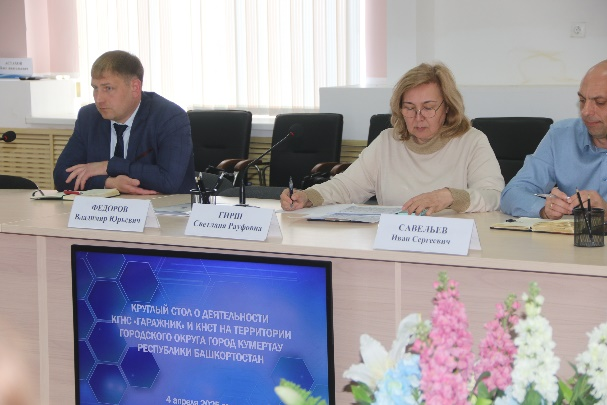 ФЕДОРОВ
Владимир Юрьевич
ГИРШ
Светлана Рауфовна
САВЕЛЬЕВ
Иван Сергеевич
КРУГЛЫЙ СТОЛ О ДЕЯТЕЛЬНОСТИ
КГНС «ГАРАЖНИК» И КНСТ НА ТЕРРИТОРИИ
ГОРОДСКОГО ОКРУГА ГОРОД КУМЕРТАУ
РЕСПУБЛИКИ БАШКОРТОСТАН
4 апреля